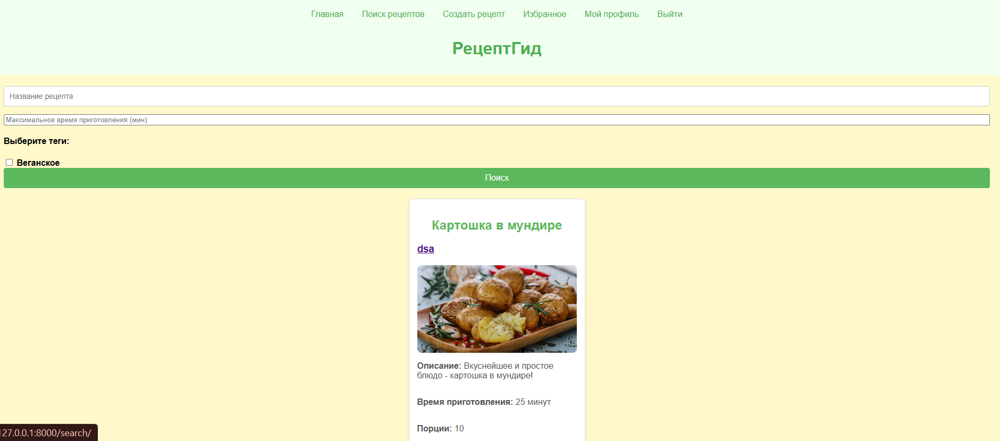 Главная Поиск рецептов Создать рецепт Избранное Мой профиль Выйти
РецептГид
Название рецепта
Максимальное время приготовления (мин)
Выберите теги:
Веганское
Поиск
Картошка в мундире
dsa
Описание: Вкуснейшее и простое
блюдо - картошка в мундире!
Время приготовления: 25 минут
Порции: 10
127.0.0.1:8000/search/